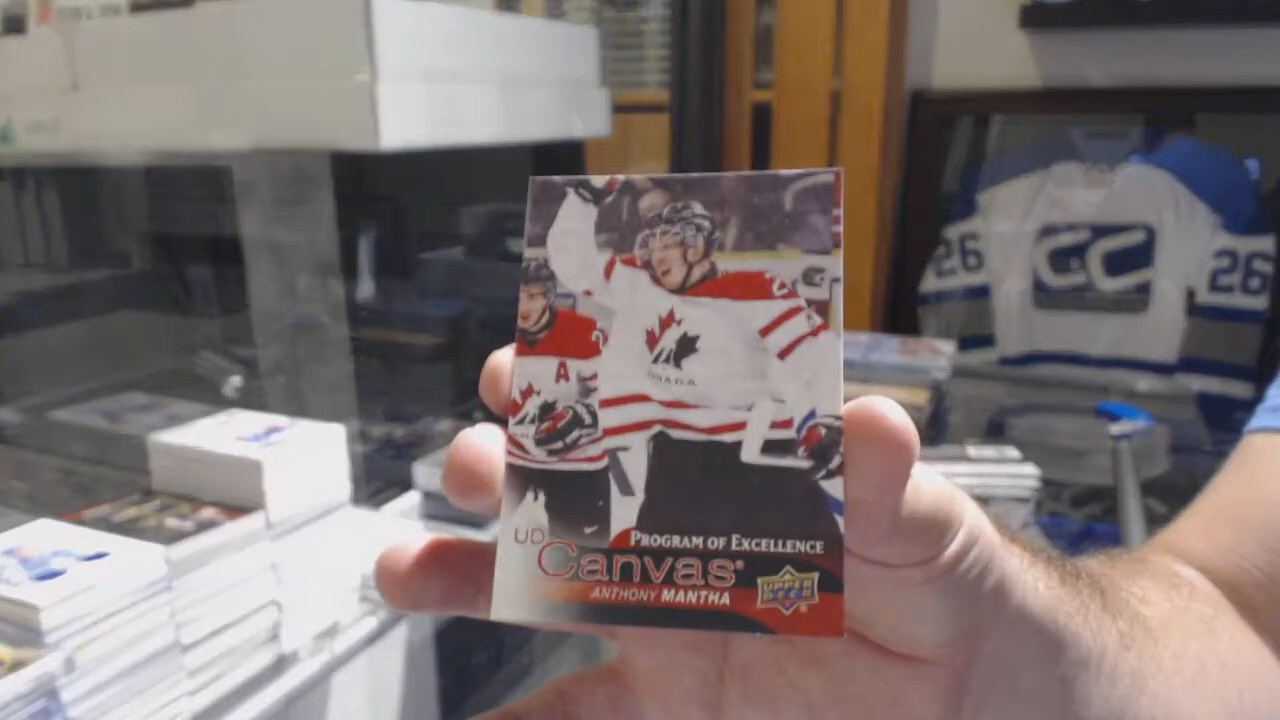 26
CC
26
A
CANADA
PROGRAM OF EXCELLENCE
UD
Canvas
ANTHONY MANTHA
UPPER DECK